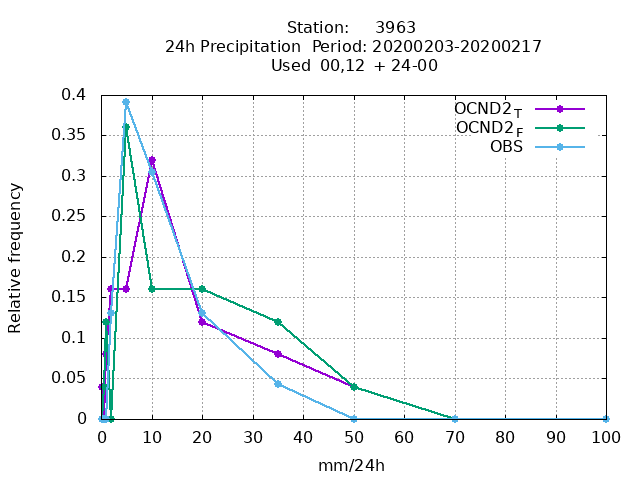 Station: 3963
24h Precipitation Period: 20200203-20200217
Used 00,12 + 24-00
OCND2_T
OCND2_F
OBS
Relative frequency
0.4
0.35
0.3
0.25
0.2
0.15
0.1
0.05
0
0 10 20 30 40 50 60 70 80 90 100
mm/24h